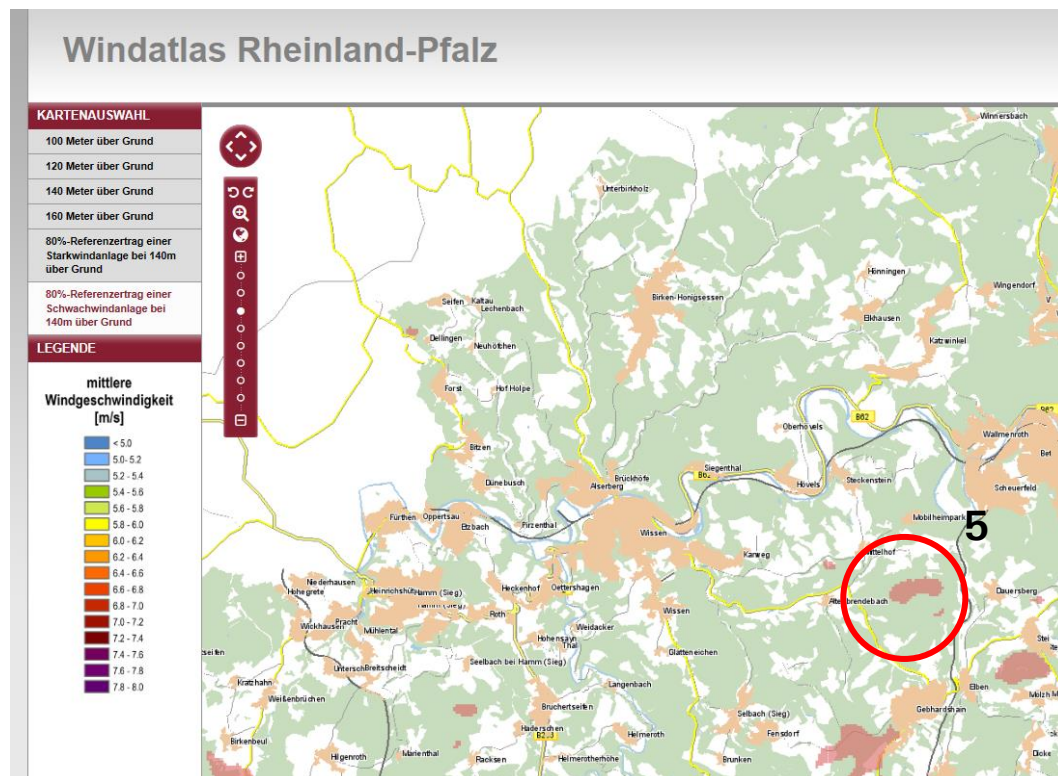 Windatlas Rheinland-Pfalz
KARTENAUSWAHL
100 Meter über Grund
120 Meter über Grund
140 Meter über Grund
160 Meter über Grund
80%-Referenzertrag einer
Starkwindanlage bei 140m
über Grund
80%-Referenzertrag einer
Schwachwindanlage bei
140m über Grund
LEGENDE
mittlere
Windgeschwindigkeit
[m/s]
< 5.0
5.0 - 5.2
5.2 - 5.4
5.4 - 5.6
5.6 - 5.8
5.8 - 6.0
6.0 - 6.2
6.2 - 6.4
6.4 - 6.6
6.6 - 6.8
6.8 - 7.0
7.0 - 7.2
7.2 - 7.4
7.4 - 7.6
7.6 - 7.8
7.8 - 8.0
Winnersbach
Unterbirkholz
Hönningen
Wingendorf
Seifen
Kaltau
Lechenbach
Birken-Honigsessen
Elkhausen
Katzwinkel
Dellingen
Neuhöfchen
Forst
Hof Holpe
B62
Oberhövels
Wallmenroth
Bitzen
Siegenthal
B62
Brückhöfe
Dünebusch
Alserberg
Hövels
Steckenstein
Scheuerfeld
Fürthen
Oppertsau
Etzbach
Firzenthal
Wissen
Mobilheimpark
5
Kanweg
Niederhausen
Hohegrete
Hamm (Sieg)
Heckenhof
Oettershagen
Altenbrendebach
Dauersberg
Pracht
Wickhausen
Mühlental
Roth
Wissen
Weidacker
Hohensayn
Thal
Glatteneichen
Breitscheidt
Seelbach bei Hamm (Sieg)
Kratzhahn
Langenbach
Elben
Weißenbrüchen
Bruchertseifen
Selbach (Sieg)
Gebhardshain
Birkenbeul
Haderschen
Helmeroth
Fensdorf
Hilgenroth
Marienthal
Racksen
Helmerotherhöhe
Brunken